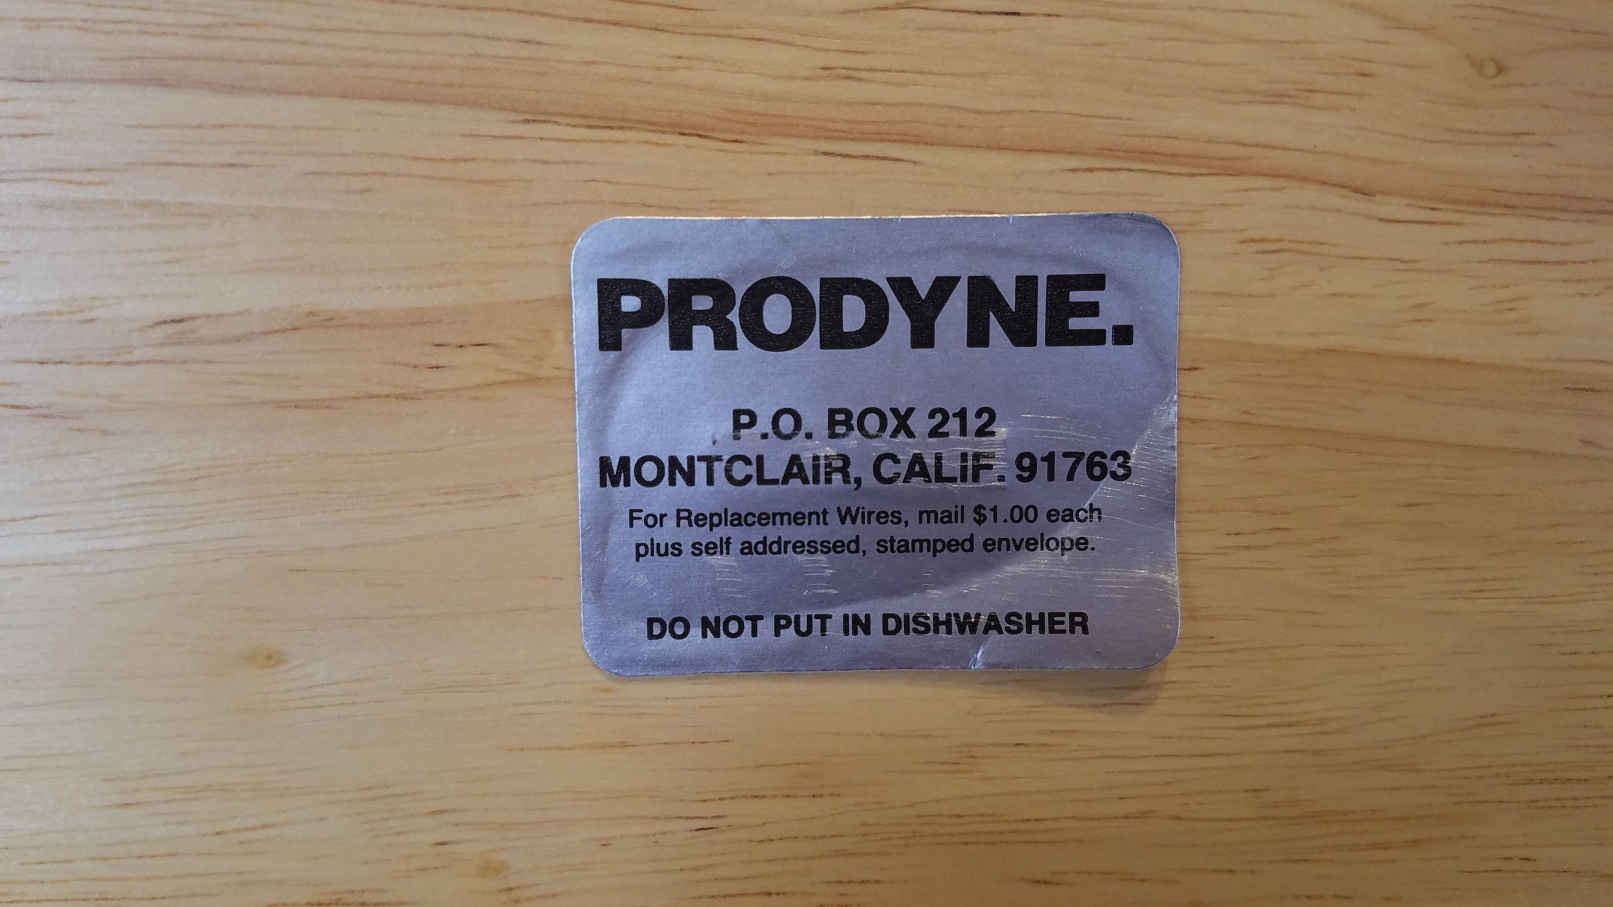 PRODYNE.
P.O. BOX 212
MONTCLAIR, CALIF. 91763
For Replacement Wires, mail $1.00 each
plus self addressed, stamped envelope.
DO NOT PUT IN DISHWASHER